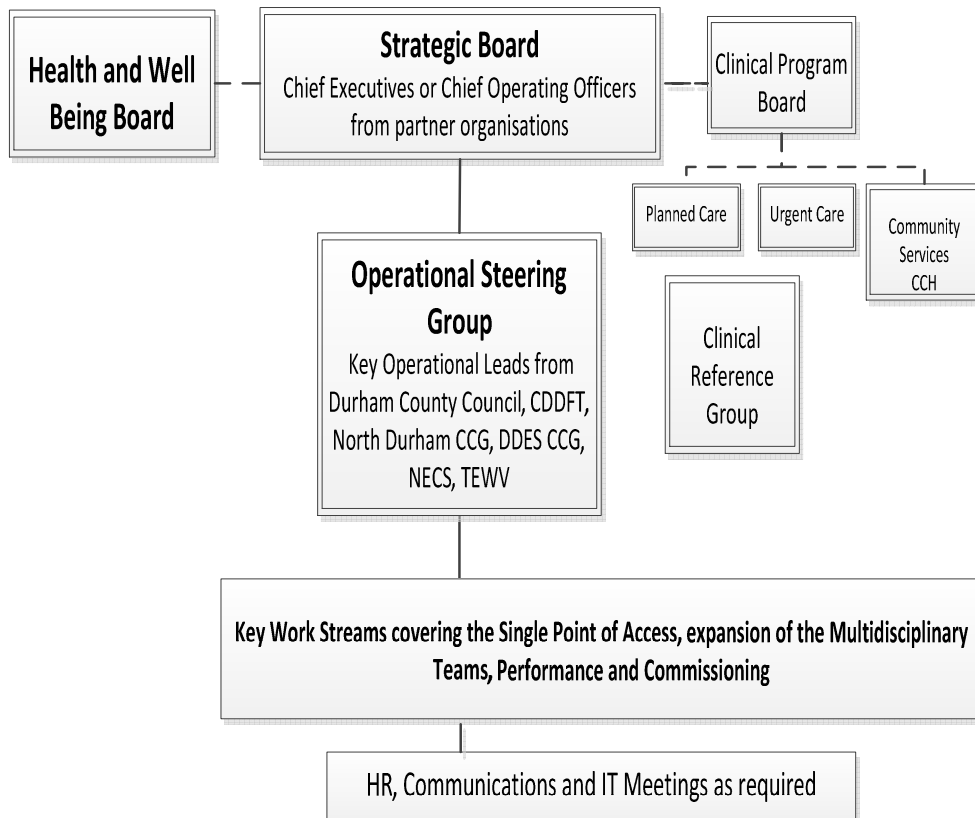 Health and Well
Being Board
Strategic Board
Chief Executives or Chief Operating Officers
from partner organisations
Clinical Program
Board
Planned Care
Urgent Care
Community
Services
CCH
Operational Steering
Group
Key Operational Leads from
Durham County Council, CDDFT,
North Durham CCG, DDES CCG,
NECS, TEWV
Clinical
Reference
Group
Key Work Streams covering the Single Point of Access, expansion of the Multidisciplinary
Teams, Performance and Commissioning
HR, Communications and IT Meetings as required